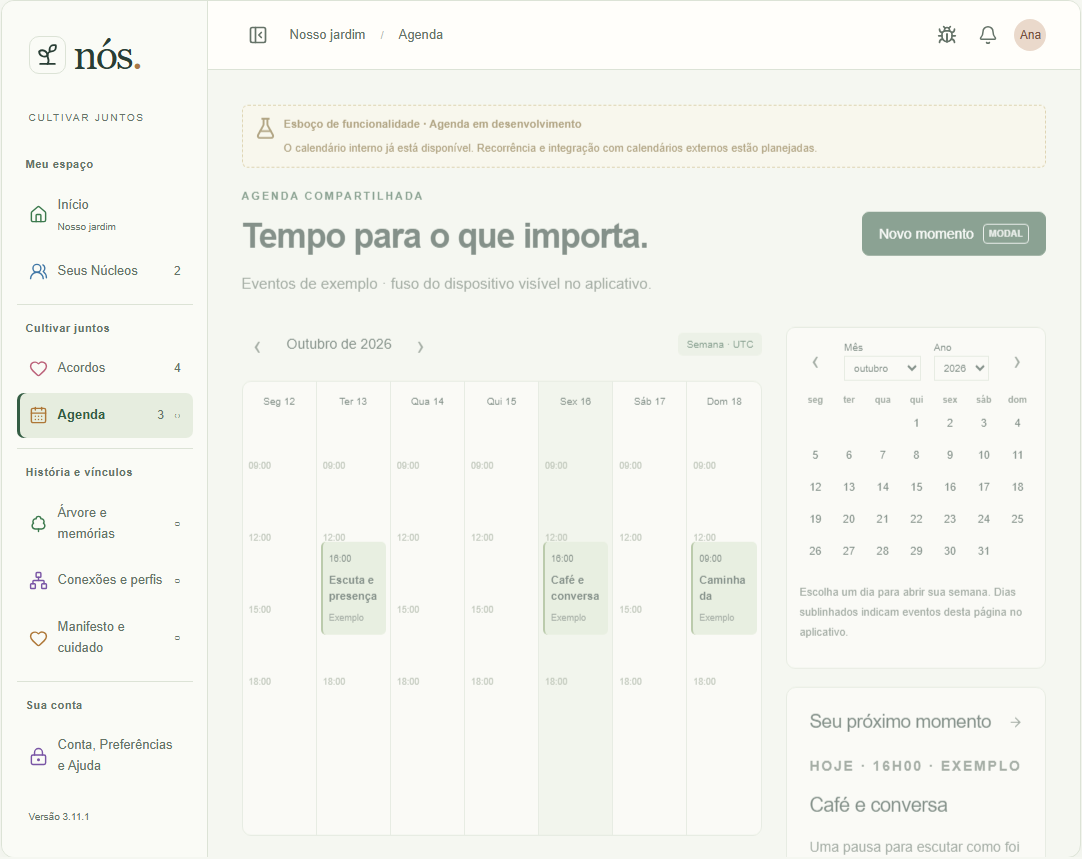 nós.
CULTIVAR JUNTOS
Meu espaço
Início
Nosso jardim
Seus Núcleos 2
Cultivar juntos
Acordos 4
Agenda 3
História e vínculos
Árvore e
memórias
Conexões e perfis
Manifesto e
cuidado
Sua conta
Conta, Preferências
e Ajuda
Versão 3.11.1
Nosso jardim / Agenda
Ana
Esboço de funcionalidade · Agenda em desenvolvimento
O calendário interno já está disponível. Recorrência e integração com calendários externos estão planejadas.
AGENDA COMPARTILHADA
Tempo para o que importa.
Novo momento MODAL
Eventos de exemplo · fuso do dispositivo visível no aplicativo.
Outubro de 2026
Semana · UTC
Seg 12 Ter 13 Qua 14 Qui 15 Sex 16 Sáb 17 Dom 18
09:00 09:00 09:00 09:00 09:00 09:00 09:00
12:00 12:00 12:00 12:00 12:00 12:00 12:00
16:00
Escuta e
presença
Exemplo
16:00
Café e
conversa
Exemplo
09:00
Caminha
da
Exemplo
15:00 15:00 15:00 15:00
18:00 18:00 18:00 18:00 18:00 18:00 18:00
Mês Ano
outubro 2026
seg ter qua qui sex sáb dom
1 2 3 4
5 6 7 8 9 10 11
12 13 14 15 16 17 18
19 20 21 22 23 24 25
26 27 28 29 30 31
Escolha um dia para abrir sua semana. Dias
sublinhados indicam eventos desta página no
aplicativo.
Seu próximo momento →
HOJE · 16H00 · EXEMPLO
Café e conversa
Uma pausa para escutar como foi